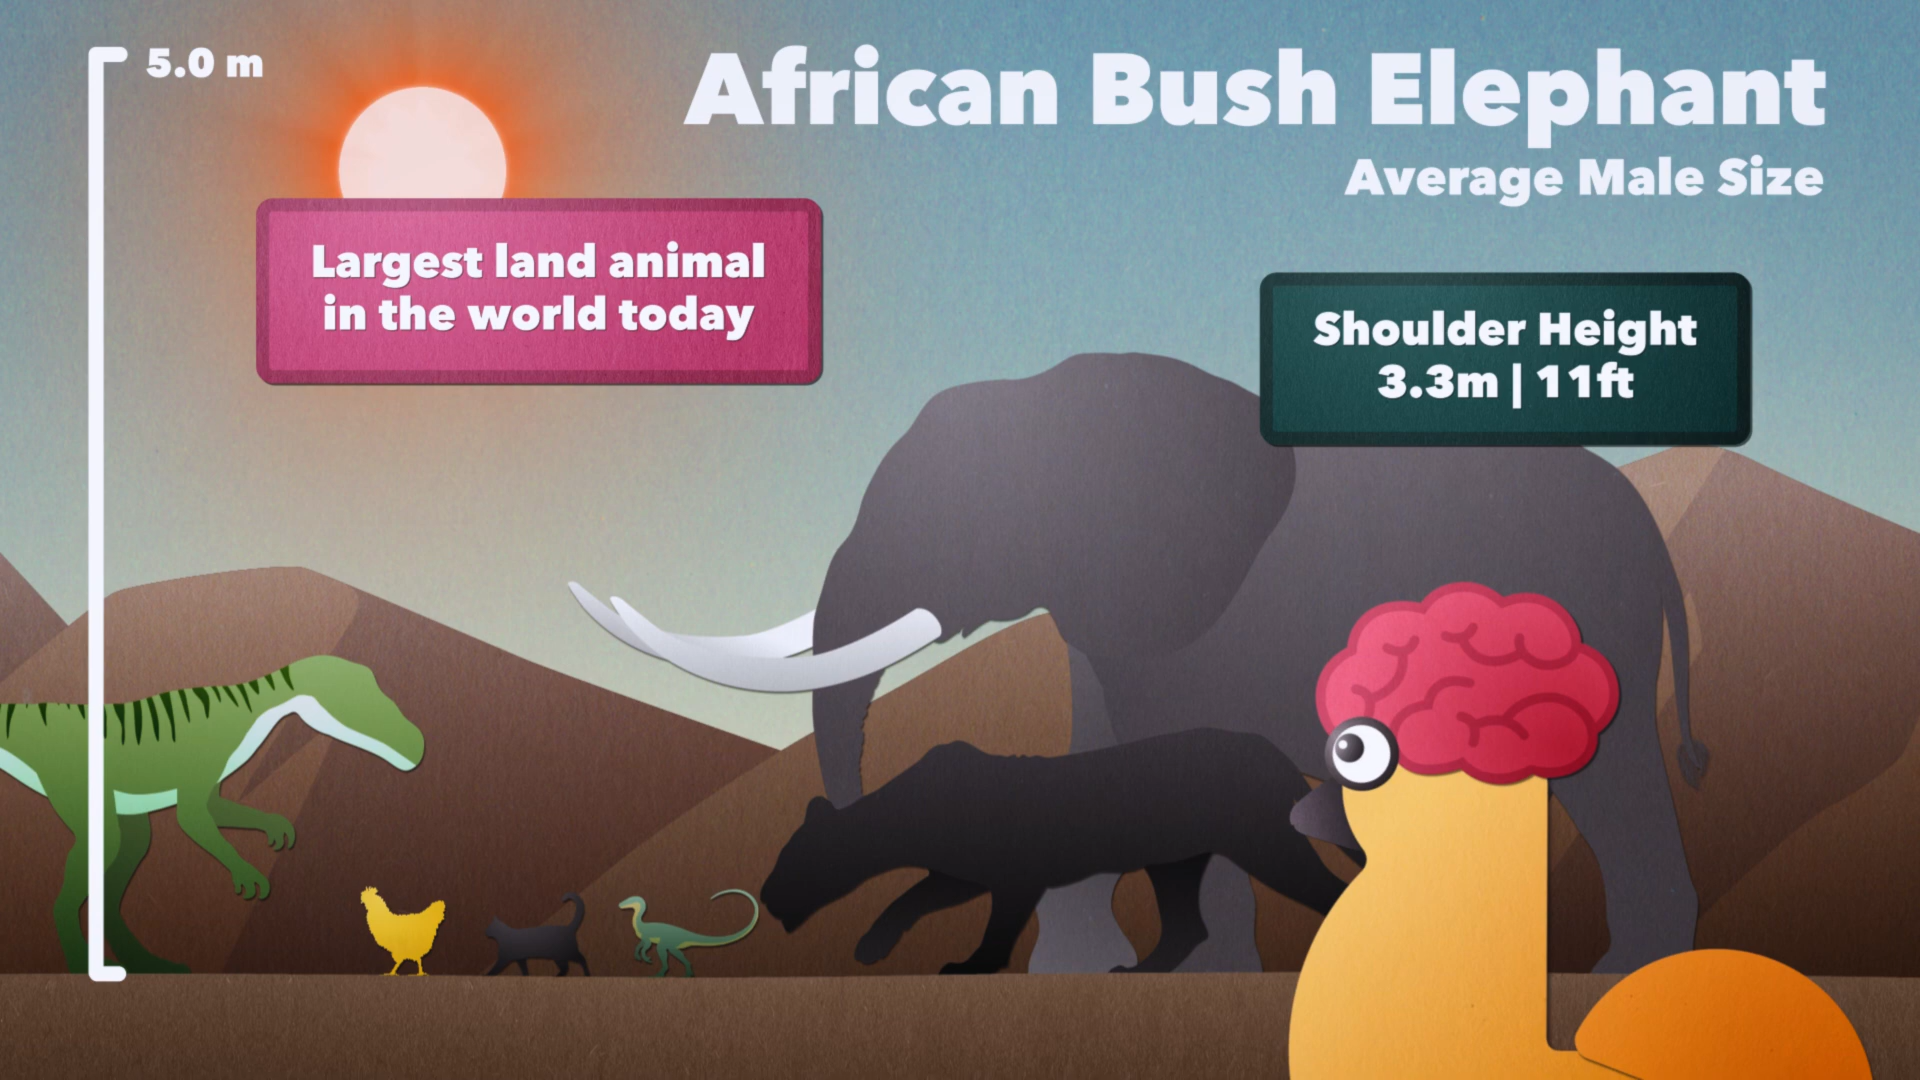 5.0 m
African Bush Elephant
Average Male Size
Largest land animal
in the world today
Shoulder Height
3.3m | 11ft